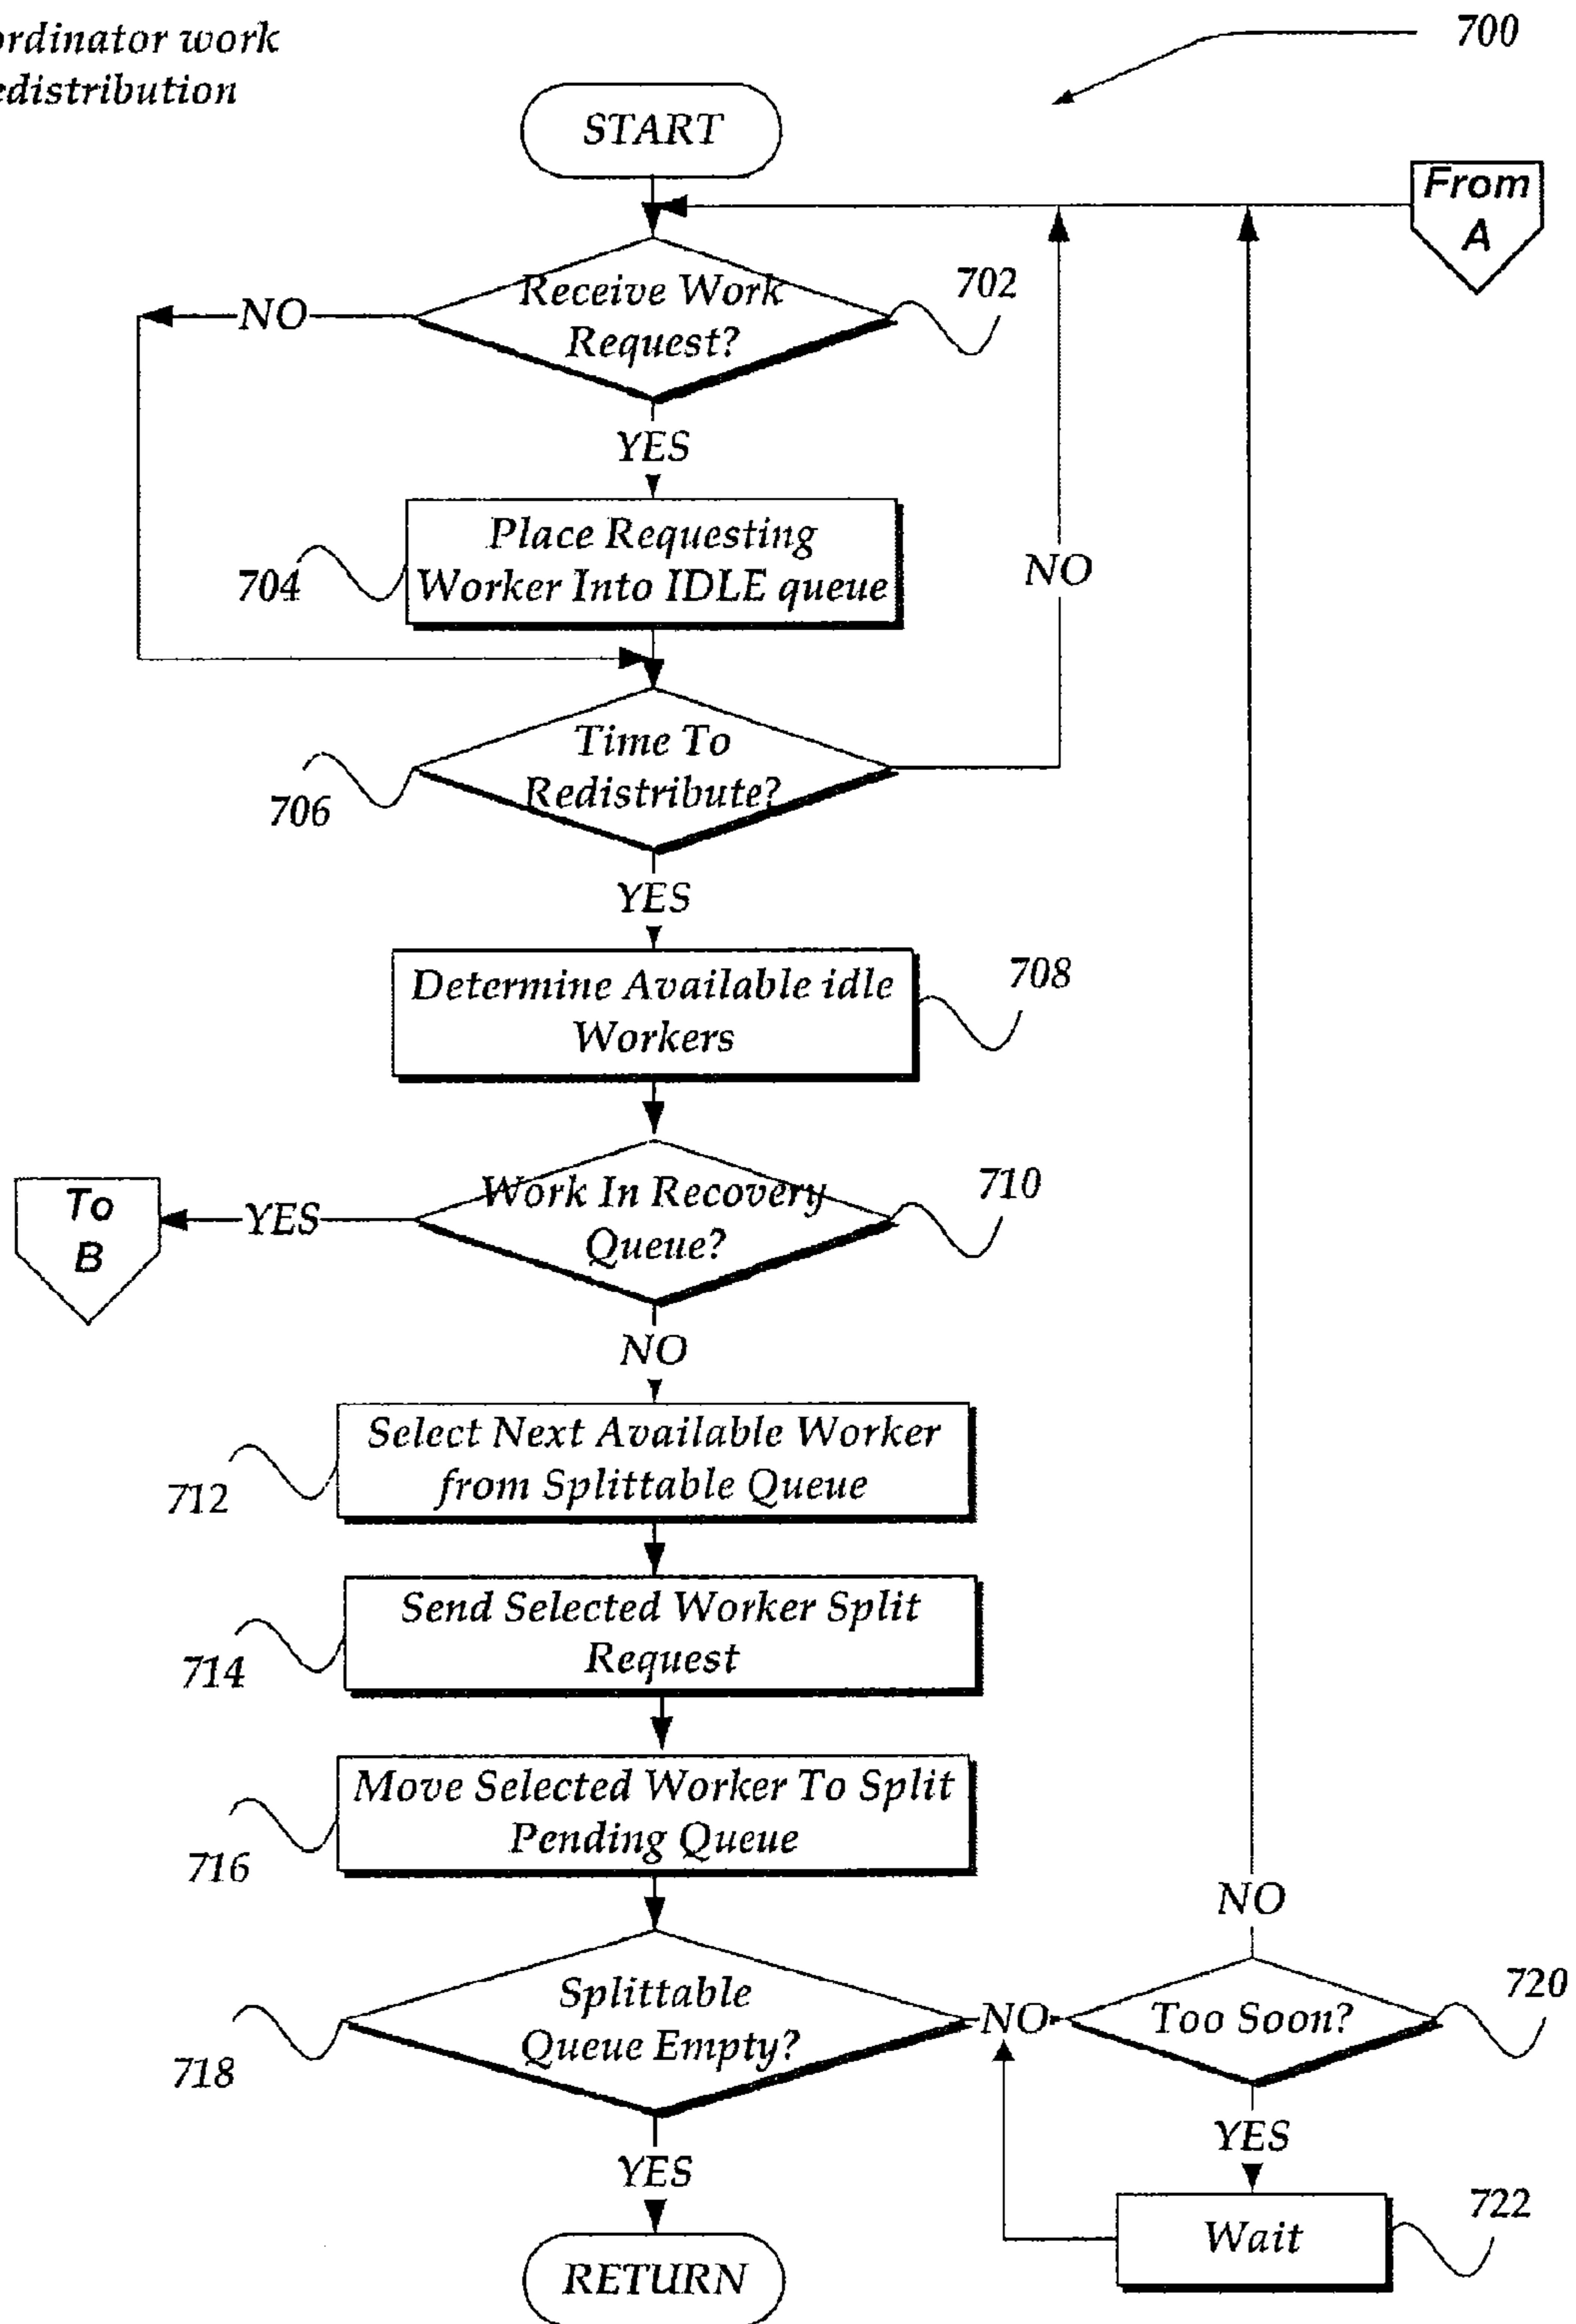 ordinator work
edistribution
700
START
From
A
Receive Work
Request?
702
NO
YES
Place Requesting
Worker Into IDLE queue
704
NO
Time To
Redistribute?
706
YES
Determine Available idle
Workers
708
Work In Recovery
Queue?
710
To
B
YES
NO
Select Next Available Worker
from Splittable Queue
712
Send Selected Worker Split
Request
714
Move Selected Worker To Split
Pending Queue
716
NO
Splittable
Queue Empty?
718
NO
Too Soon?
720
YES
YES
Wait
722
RETURN